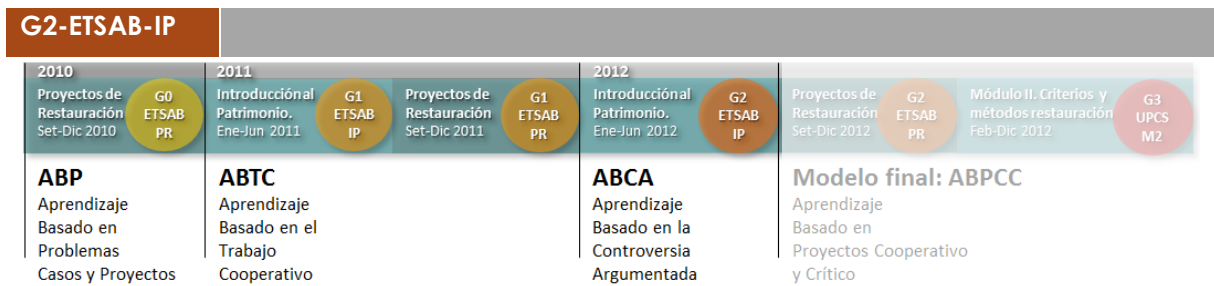 G2-ETSAB-IP
2010
Proyectos de
Restauración
Set-Dic 2010
G0
ETSAB
PR
2011
Introducción al
Patrimonio.
Ene-Jun 2011
G1
ETSAB
IP
Proyectos de
Restauración
Set-Dic 2011
G1
ETSAB
PR
2012
Introducción al
Patrimonio.
Ene-Jun 2012
G2
ETSAB
IP
Proyectos de
Restauración
Set-Dic 2012
G2
ETSAB
PR
Módulo II. Criterios y
métodos restauración
Feb-Dic 2012
G3
UPCS
M2
ABP
Aprendizaje
Basado en
Problemas
Casos y Proyectos
ABTC
Aprendizaje
Basado en el
Trabajo
Cooperativo
ABCA
Aprendizaje
Basado en la
Controversia
Argumentada
Modelo final: ABPCC
Aprendizaje
Basado en
Proyectos Cooperativo
y Crítico